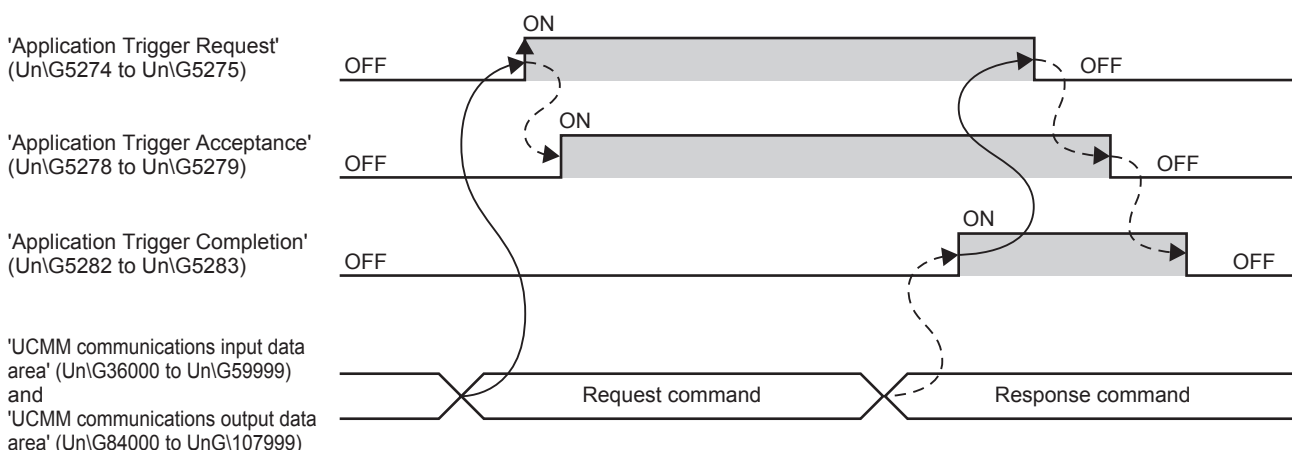 ON
'Application Trigger Request'
(Un\G5274 to Un\G5275)
OFF
OFF
ON
'Application Trigger Acceptance'
(Un\G5278 to Un\G5279)
OFF
OFF
ON
'Application Trigger Completion'
(Un\G5282 to Un\G5283)
OFF
OFF
'UCMM communications input data
area' (Un\G36000 to Un\G59999)
and
'UCMM communications output data
area' (Un\G84000 to UnG\107999)
Request command
Response command